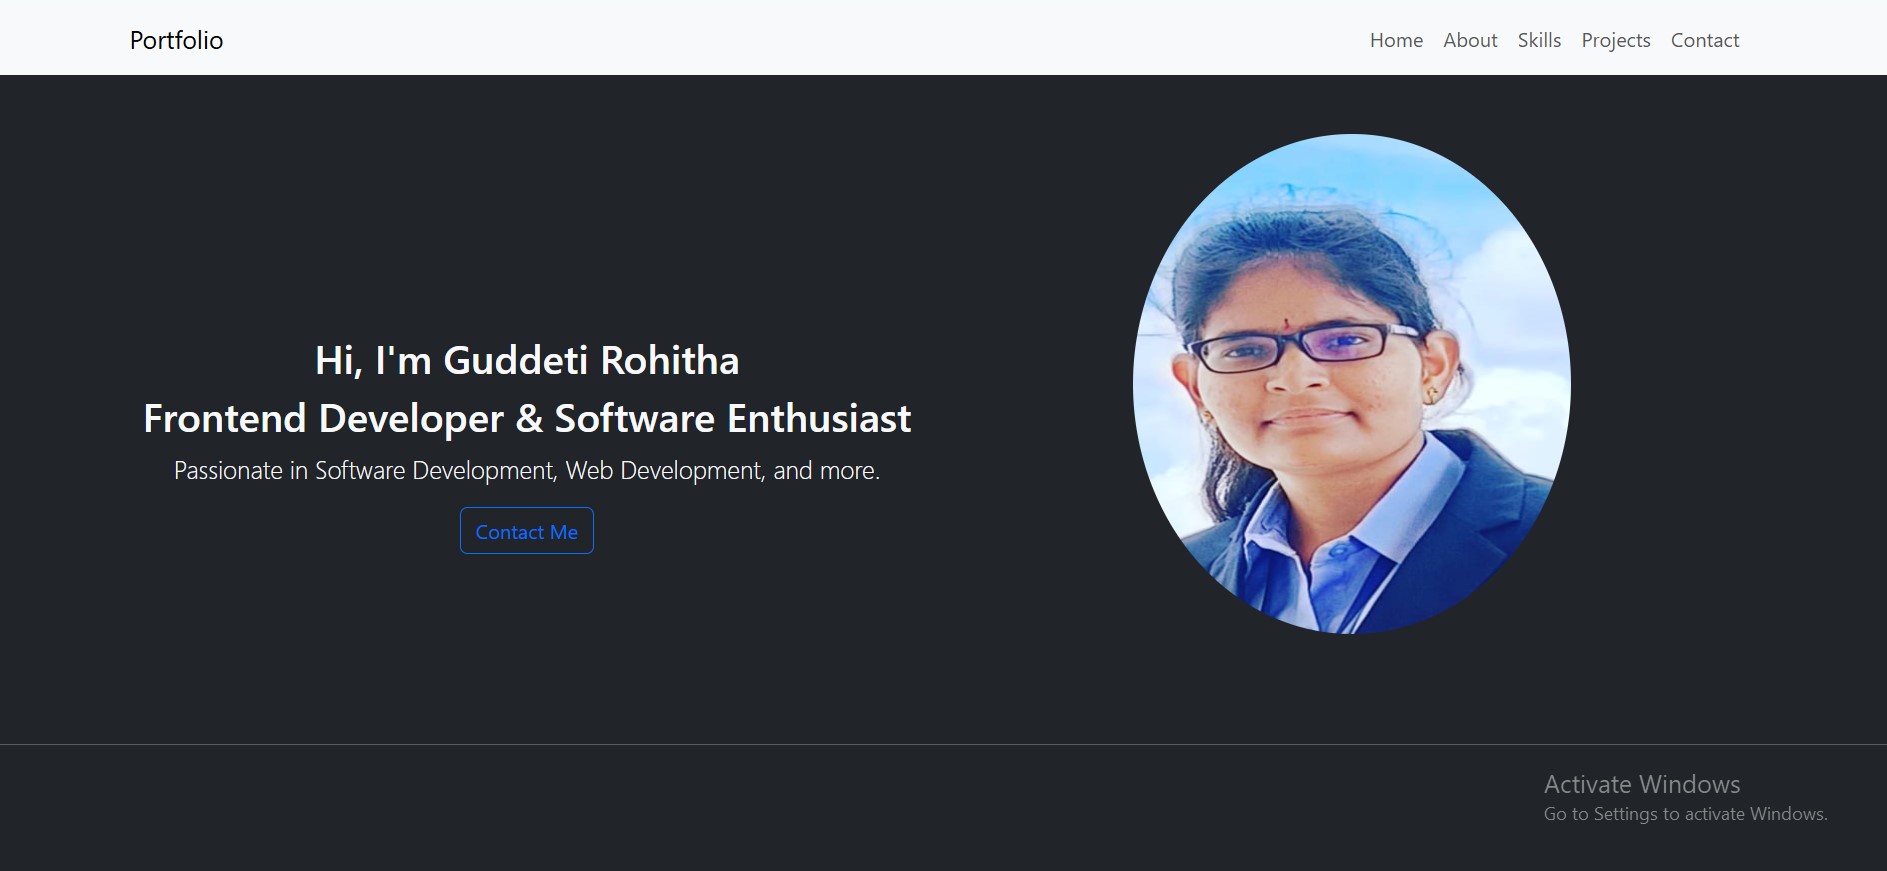 Portfolio
Home About Skills Projects Contact
Hi, I'm Guddeti Rohitha
Frontend Developer & Software Enthusiast
Passionate in Software Development, Web Development, and more.
Contact Me
Activate Windows
Go to Settings to activate Windows.